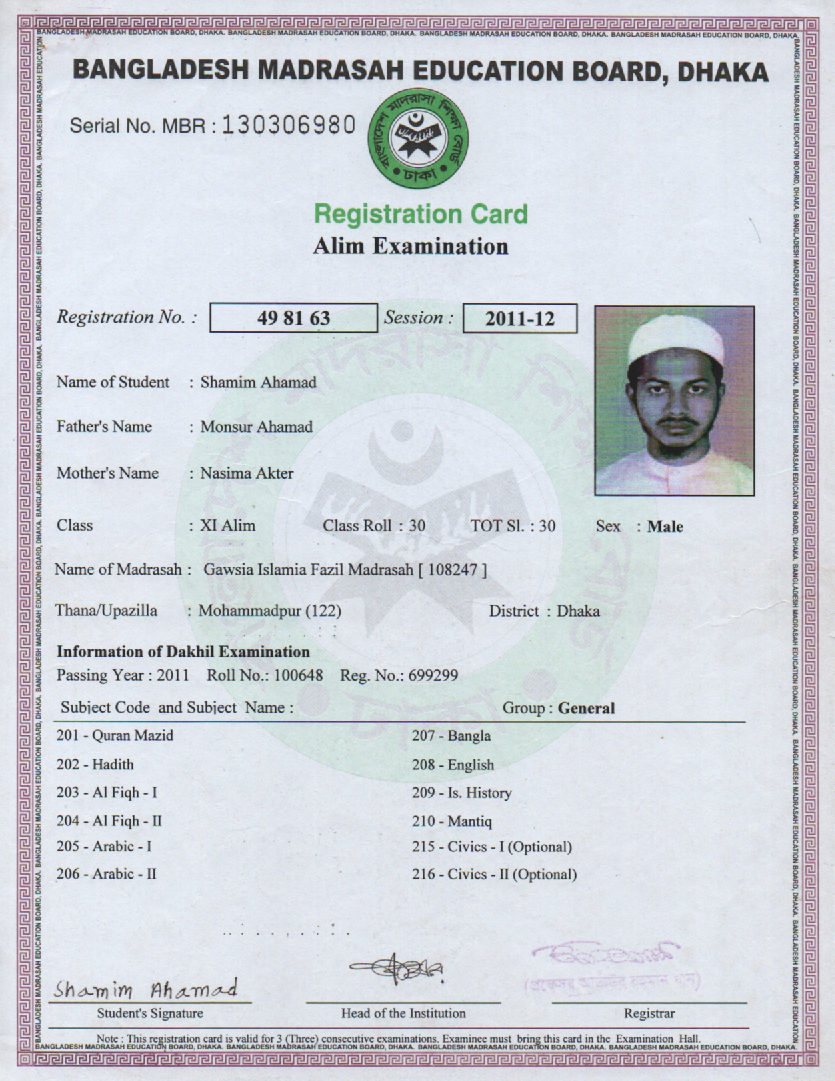 BANGLADESH MADRASAH EDUCATION BOARD, DHAKA. BANGLADESH MADRASAH EDUCATION BOARD, DHAKA. BANGLADESH MADRASAH EDUCATION BOARD, DHAKA. BANGLADESH MADRASAH EDUCATION BOARD, DHAKA.
BANGLADESH MADRASAH EDUCATION BOARD, DHAKA
Serial No. MBR : 130306980
বাংলাদেশ মাদরাসা শিক্ষা বোর্ড
ঢাকা
Registration Card
Alim Examination
Registration No. : 49 81 63 Session : 2011-12
Name of Student : Shamim Ahamad
Father's Name : Monsur Ahamad
Mother's Name : Nasima Akter
Class : XI Alim Class Roll : 30 TOT Sl. : 30 Sex : Male
Name of Madrasah : Gawsia Islamia Fazil Madrasah [ 108247 ]
Thana/Upazilla : Mohammadpur (122) District : Dhaka
Information of Dakhil Examination
Passing Year : 2011 Roll No.: 100648 Reg. No.: 699299
Subject Code and Subject Name : Group : General
201 - Quran Mazid 207 - Bangla
202 - Hadith 208 - English
203 - Al Fiqh - I 209 - Is. History
204 - Al Fiqh - II 210 - Mantiq
205 - Arabic - I 215 - Civics - I (Optional)
206 - Arabic - II 216 - Civics - II (Optional)
Shamim Ahamad
Student's Signature Head of the Institution Registrar
Note : This registration card is valid for 3 (Three) consecutive examinations. Examinee must bring this card in the Examination Hall.
BANGLADESH MADRASAH EDUCATION BOARD, DHAKA. BANGLADESH MADRASAH EDUCATION BOARD, DHAKA. BANGLADESH MADRASAH EDUCATION BOARD, DHAKA. BANGLADESH MADRASAH EDUCATION BOARD, DHAKA.